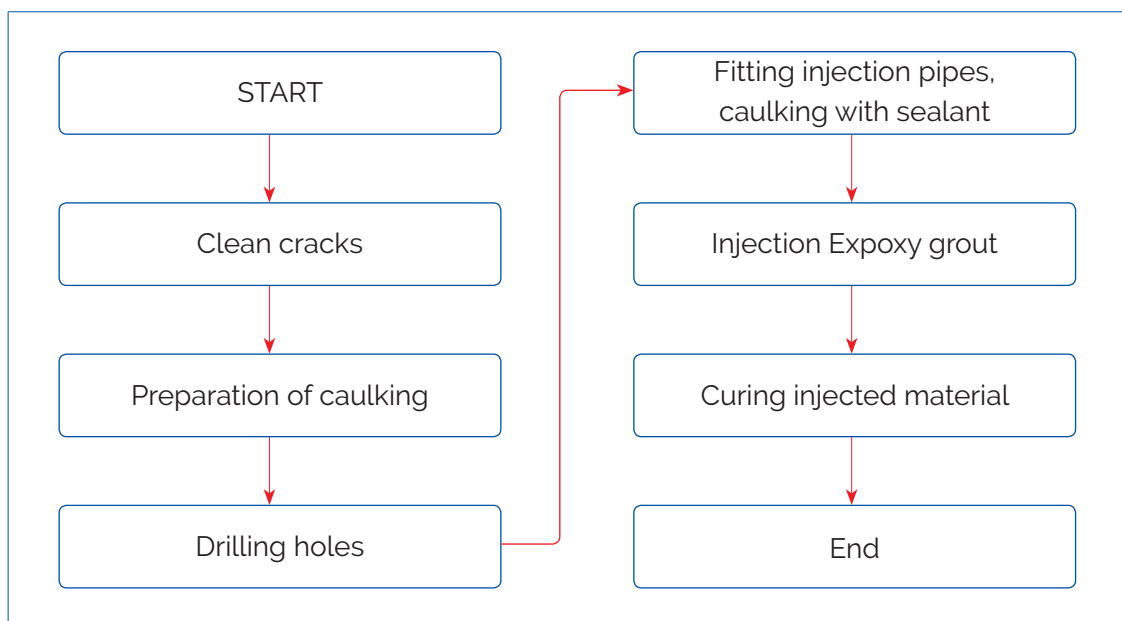 START
Clean cracks
Preparation of caulking
Drilling holes
Fitting injection pipes,
caulking with sealant
Injection Expoxy grout
Curing injected material
End